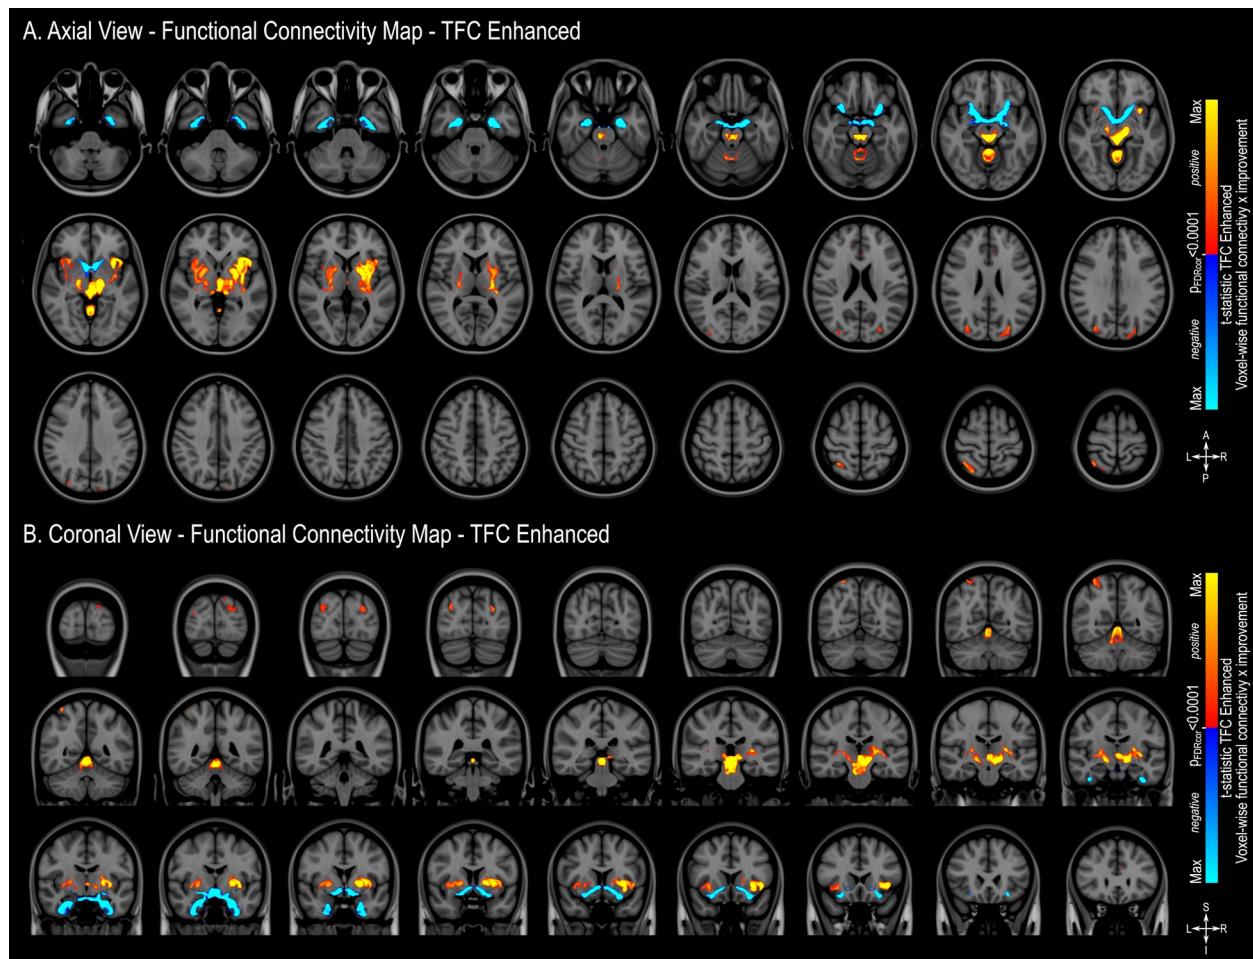 A. Axial View - Functional Connectivity Map - TFC Enhanced
Max
positive
<0.0001
pFDRcor
negative
Max
t-statistic TFC Enhanced
Voxel-wise functional connectivy x improvement
A
L R
P
B. Coronal View - Functional Connectivity Map - TFC Enhanced
Max
positive
<0.0001
pFDRcor
negative
Max
t-statistic TFC Enhanced
Voxel-wise functional connectivy x improvement
S
L R
I